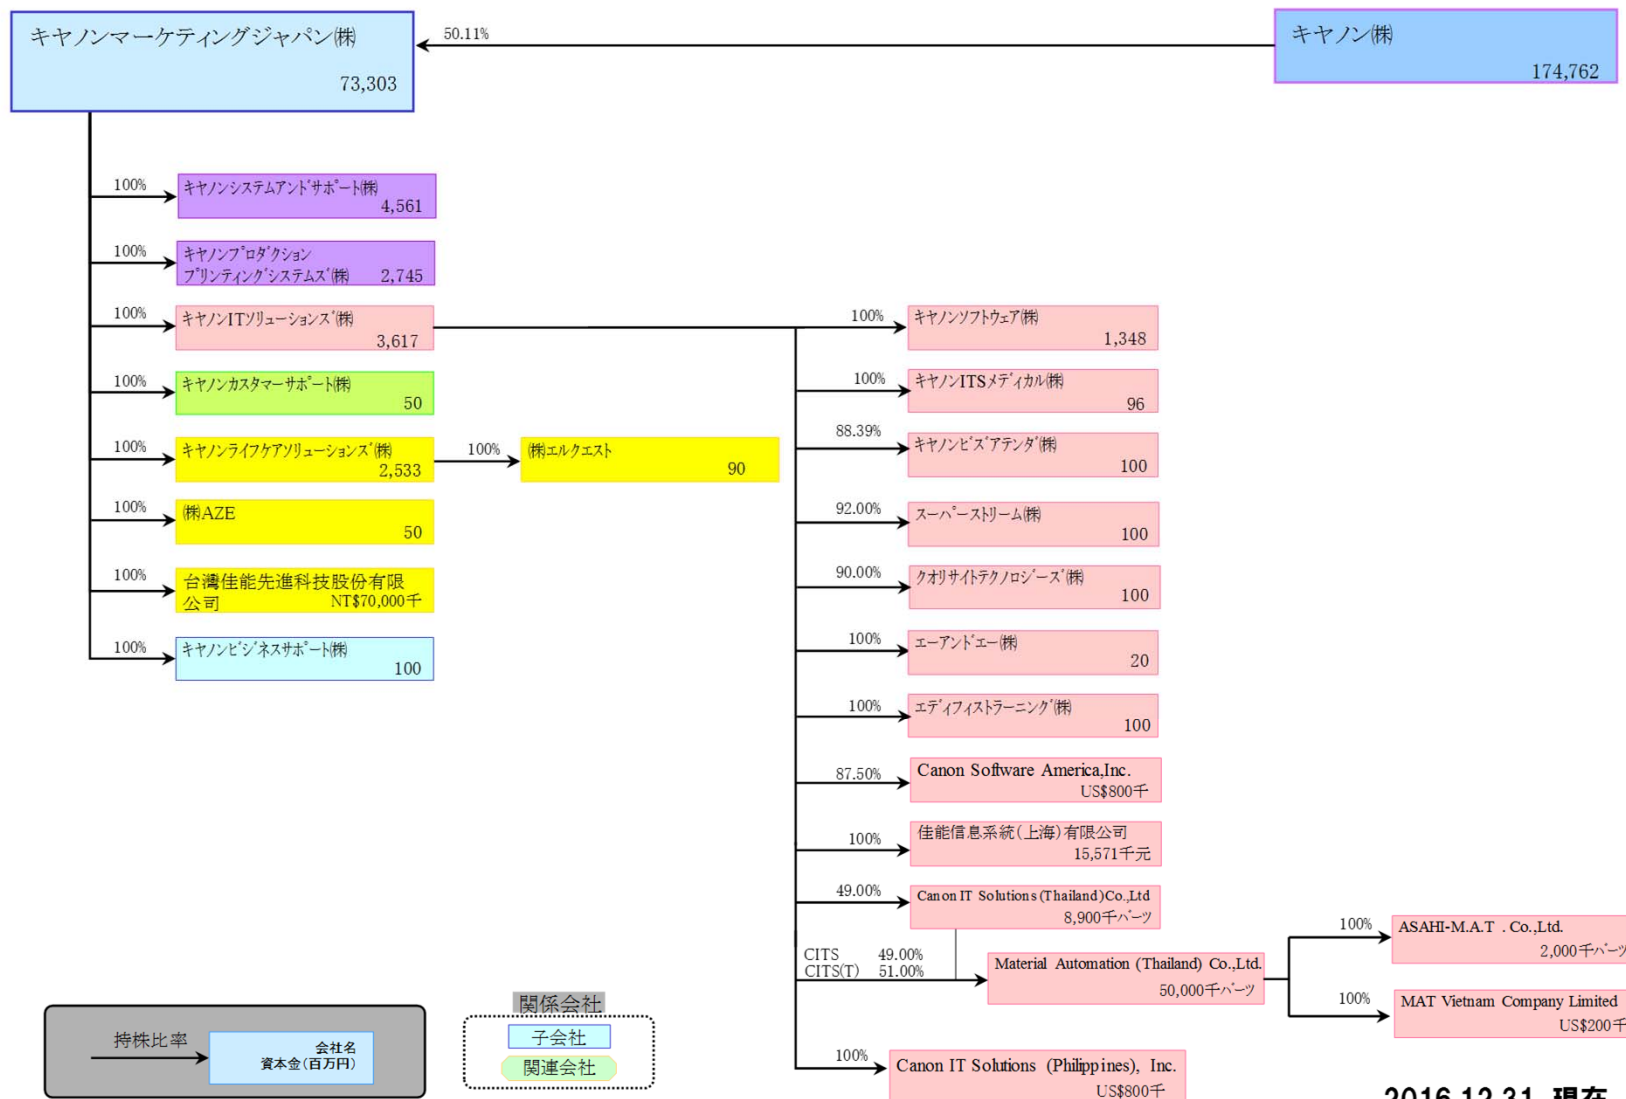 キヤノンマーケティングジャパン㈱
73,303
50.11%
キヤノン㈱
174,762
100%
キヤノンシステムアンドサポート㈱
4,561
100%
キヤノンプロダクション
プリンティングシステムズ㈱ 2,745
100%
キヤノンITソリューションズ㈱
3,617
100%
キヤノンカスタマーサポート㈱
50
100%
キヤノンライフケアソリューションズ㈱
2,533
100%
㈱エルクエスト
90
100%
㈱AZE
50
100%
台灣佳能先進科技股份有限
公司 NT$70,000千
100%
キヤノンビジネスサポート㈱
100
100%
キヤノンソフトウェア㈱
1,348
100%
キヤノンITSメディカル㈱
96
88.39%
キヤノンビズアテンダ㈱
100
92.00%
スーパーストリーム㈱
100
90.00%
クオリサイトテクノロジーズ㈱
100
100%
エーアンドエー㈱
20
100%
エディフィストラーニング㈱
100
87.50%
Canon Software America,Inc.
US$800千
100%
佳能信息系統(上海)有限公司
15,571千元
49.00%
Canon IT Solutions (Thailand)Co.,Ltd
8,900千バーツ
CITS 49.00%
CITS(T) 51.00%
Material Automation (Thailand) Co.,Ltd.
50,000千バーツ
100%
ASAHI-M.A.T . Co.,Ltd.
2,000千バーツ
100%
MAT Vietnam Company Limited
US$200千
100%
Canon IT Solutions (Philippines), Inc.
US$800千
持株比率
会社名
資本金(百万円)
関係会社
子会社
関連会社
2016.12.31 現在